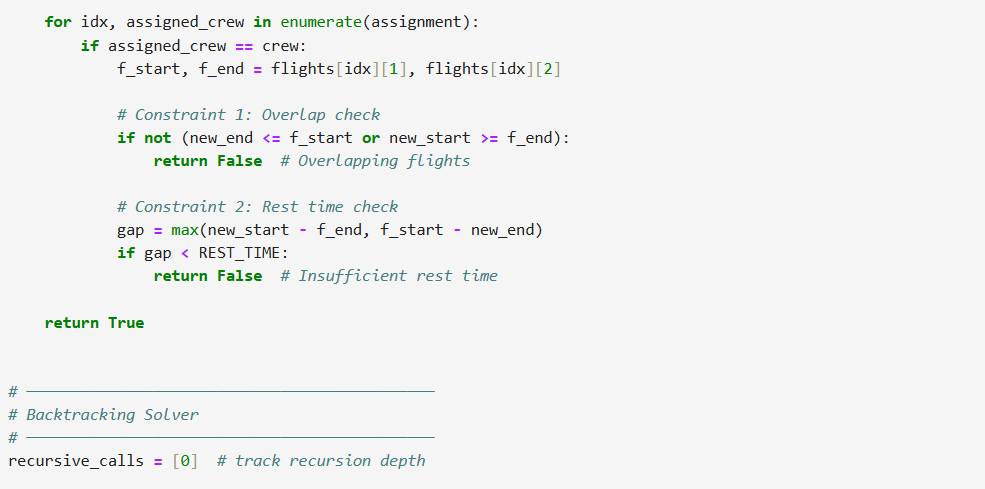 for idx, assigned_crew in enumerate(assignment):
if assigned_crew == crew:
f_start, f_end = flights[idx][1], flights[idx][2]
# Constraint 1: Overlap check
if not (new_end <= f_start or new_start >= f_end):
return False  # Overlapping flights
# Constraint 2: Rest time check
gap = max(new_start - f_end, f_start - new_end)
if gap < REST_TIME:
return False  # Insufficient rest time
return True
# ─────────────────────────────────────────────
# Backtracking Solver
# ─────────────────────────────────────────────
recursive_calls = [0]  # track recursion depth